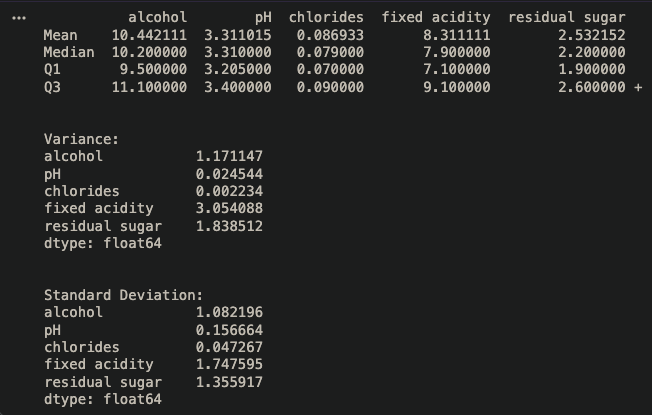 ... alcohol pH chlorides fixed acidity residual sugar
Mean 10.442111 3.311015 0.086933 8.311111 2.532152
Median 10.200000 3.310000 0.079000 7.900000 2.200000
Q1 9.500000 3.205000 0.070000 7.100000 1.900000
Q3 11.100000 3.400000 0.090000 9.100000 2.600000 +
Variance:
alcohol 1.171147
pH 0.024544
chlorides 0.002234
fixed acidity 3.054088
residual sugar 1.838512
dtype: float64
Standard Deviation:
alcohol 1.082196
pH 0.156664
chlorides 0.047267
fixed acidity 1.747595
residual sugar 1.355917
dtype: float64